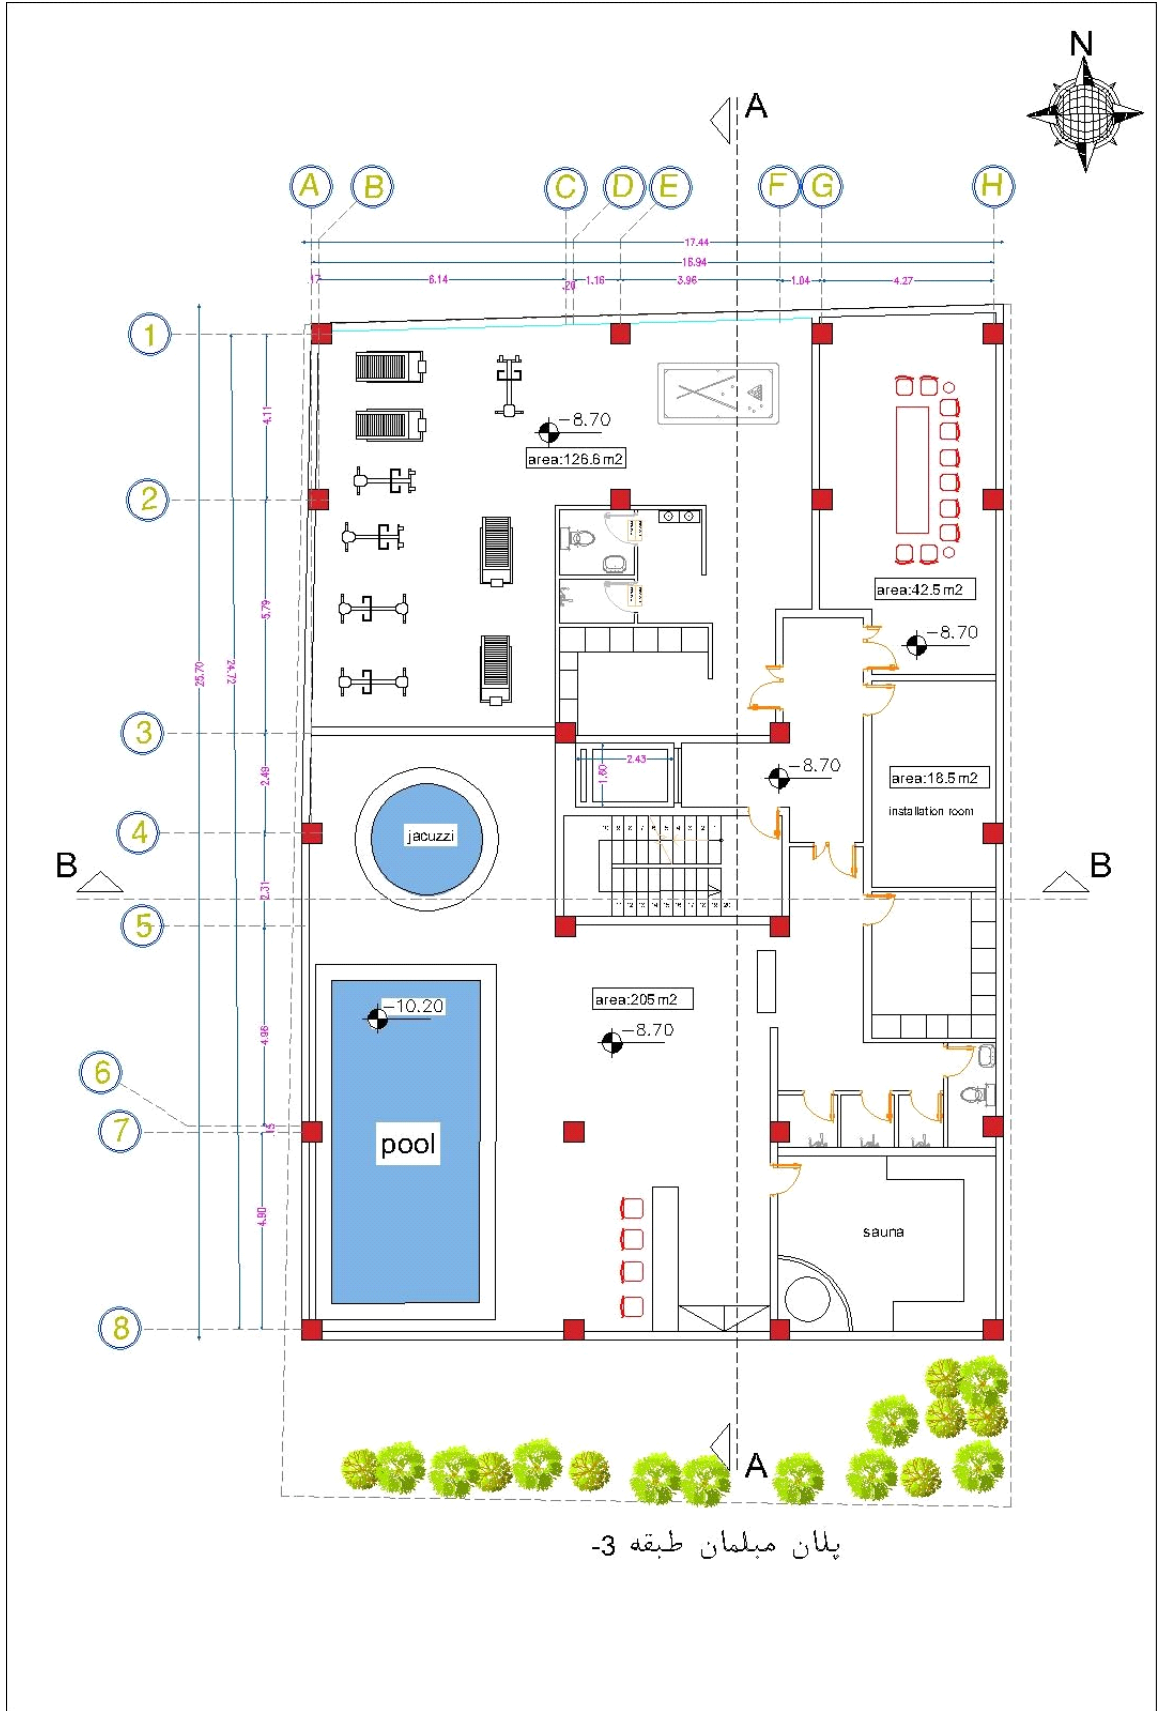 N
A
A B C D E F G H
17.44
16.94
.17 6.14 .20 1.16 3.96 1.04 4.27
1
4.11
-8.70
area:126.6 m2
2
area:42.5 m2
5.79
-8.70
25.70
24.72
3
2.43
1.60
-8.70
2.49
area:18.5 m2
installation room
4
jacuzzi
B
B
2.31
5
-10.20
area:205 m2
-8.70
4.96
6
7
.15
pool
4.90
sauna
8
A
پلان مبلمان طبقه 3-